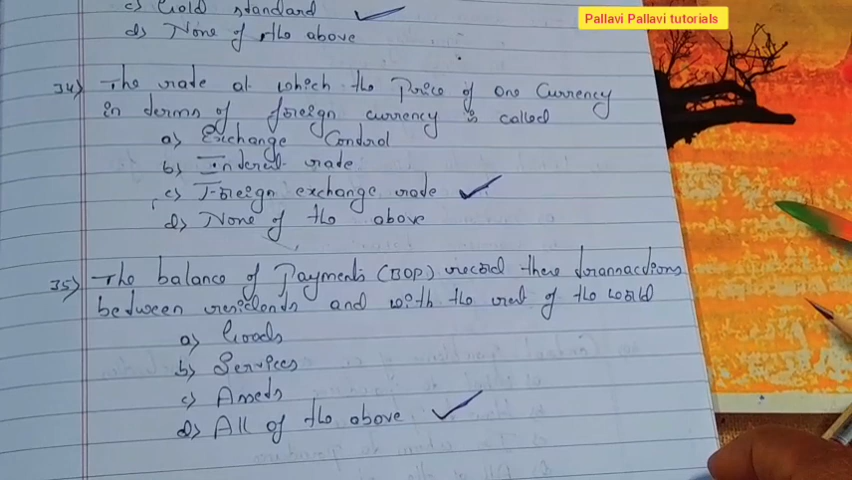 c) Gold standard
d) None of the above
34) The rate at which the Price of one Currency
in terms of foreign currency is called
a) Exchange Control
b) Interest rate
c) Foreign exchange rate
d) None of the above
35) The balance of Payments (BOP) record these transactions
between residents and with the rest of the world
a) Goods
b) Services
c) Assets
d) All of the above
Pallavi Pallavi tutorials